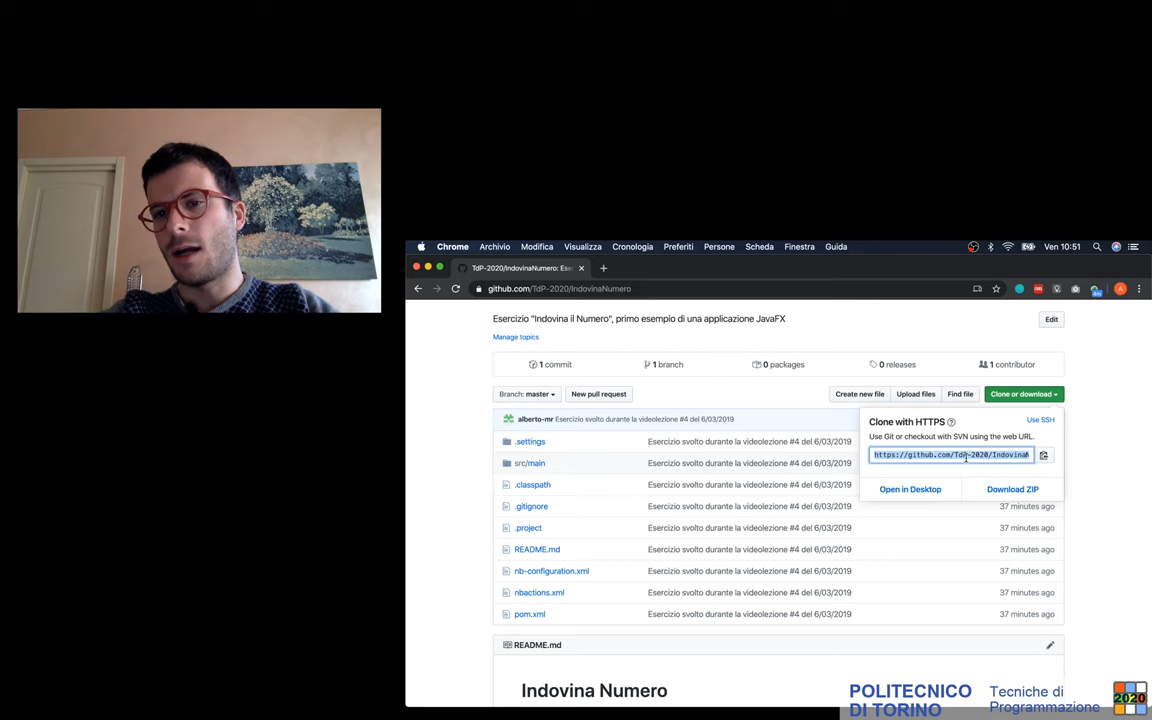 Chrome Archivio Modifica Visualizza Cronologia Preferiti Persone Scheda Finestra Guida Ven 10:51
TdP-2020/IndovinaNumero: Ese
github.com/TdP-2020/IndovinaNumero
Esercizio "Indovina il Numero", primo esempio di una applicazione JavaFX
Edit
Manage topics
1 commit 1 branch 0 packages 0 releases 1 contributor
Branch: master New pull request Create new file Upload files Find file Clone or download
alberto-mr Esercizio svolto durante la videolezione #4 del 6/03/2019
Clone with HTTPS Use SSH
Use Git or checkout with SVN using the web URL.
https://github.com/TdP-2020/Indovina
Open in Desktop Download ZIP
.settings Esercizio svolto durante la videolezione #4 del 6/03/2019
src/main Esercizio svolto durante la videolezione #4 del 6/03/2019
.classpath Esercizio svolto durante la videolezione #4 del 6/03/2019
.gitignore Esercizio svolto durante la videolezione #4 del 6/03/2019 37 minutes ago
.project Esercizio svolto durante la videolezione #4 del 6/03/2019 37 minutes ago
README.md Esercizio svolto durante la videolezione #4 del 6/03/2019 37 minutes ago
nb-configuration.xml Esercizio svolto durante la videolezione #4 del 6/03/2019 37 minutes ago
nbactions.xml Esercizio svolto durante la videolezione #4 del 6/03/2019 37 minutes ago
pom.xml Esercizio svolto durante la videolezione #4 del 6/03/2019 37 minutes ago
README.md
Indovina Numero
POLITECNICO
DI TORINO
Tecniche di
Programmazione
2020